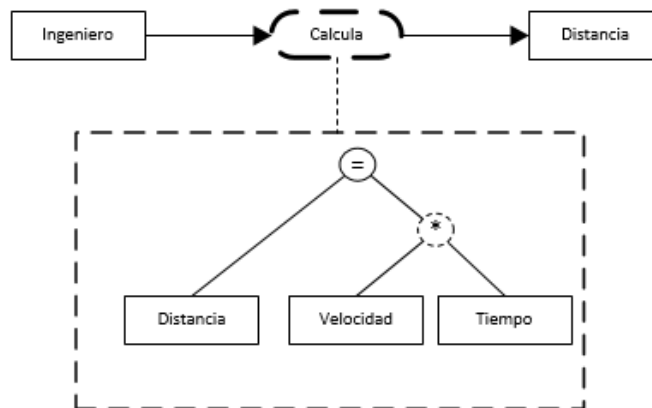 Ingeniero
Calcula
Distancia
=
*
Distancia
Velocidad
Tiempo